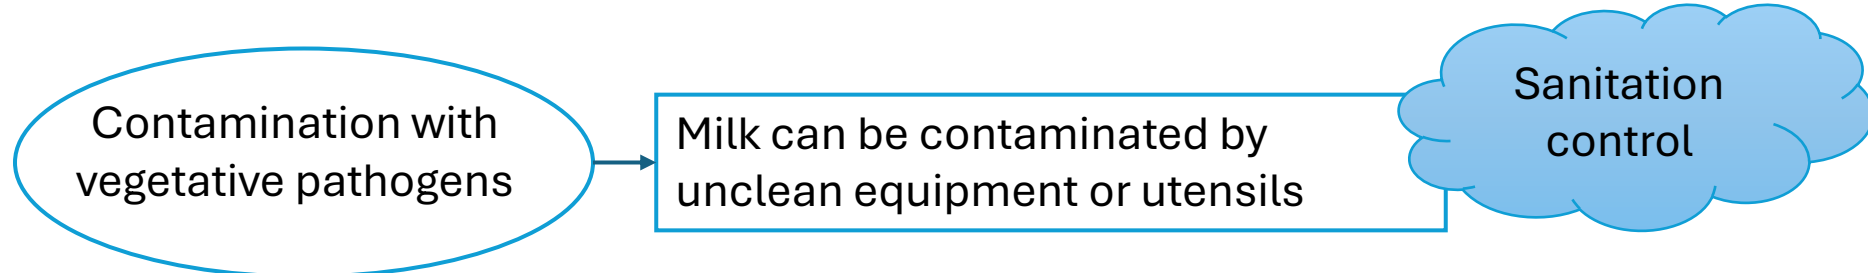 Contamination with
vegetative pathogens
Milk can be contaminated by
unclean equipment or utensils
Sanitation
control